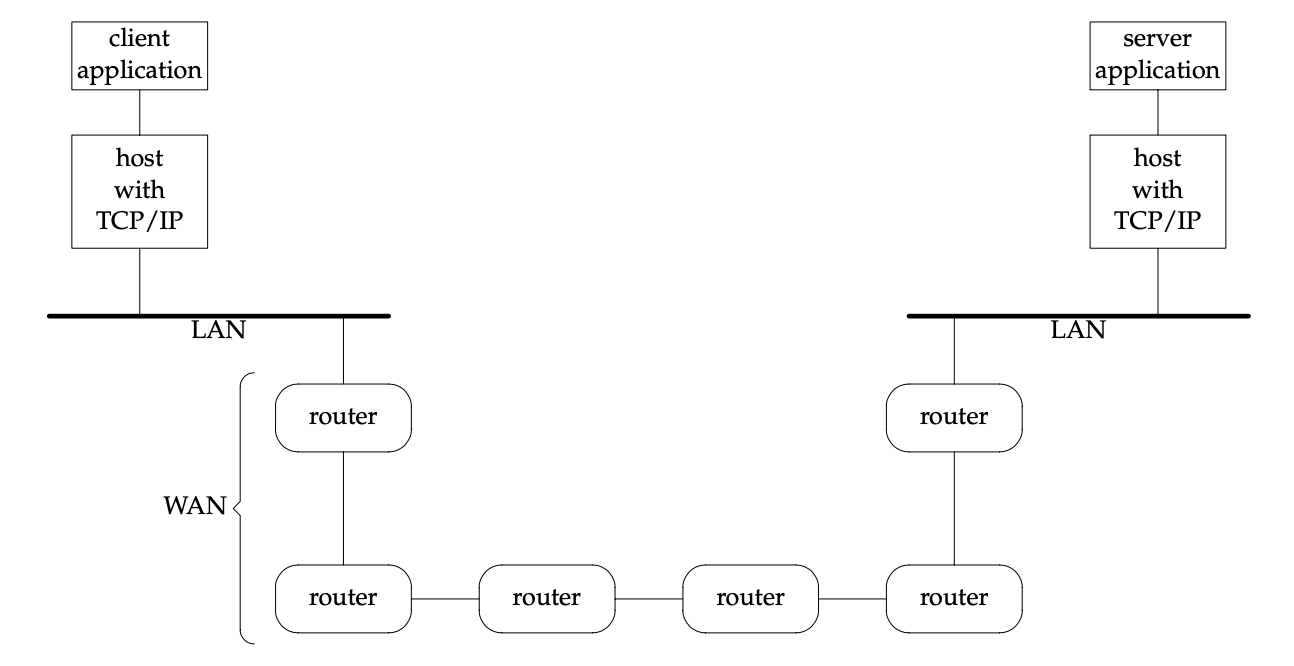 client
application
server
application
host
with
TCP/IP
host
with
TCP/IP
LAN
LAN
router
router
WAN
router
router
router
router